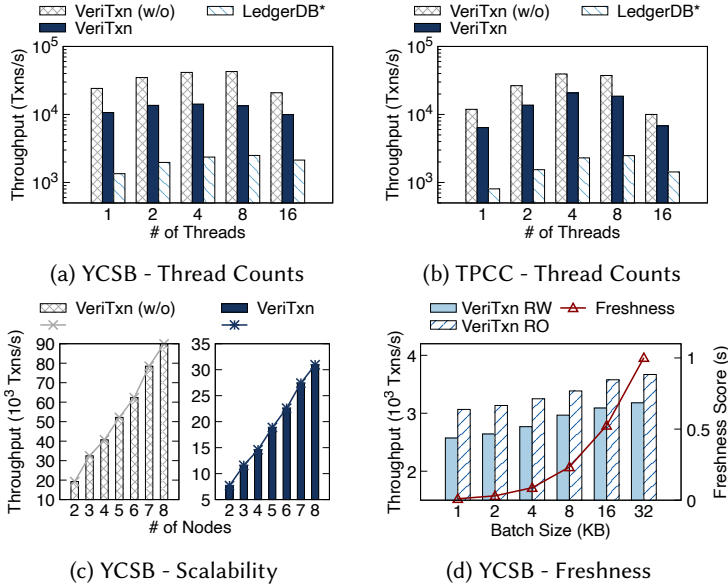 VeriTxn (w/o)
VeriTxn
LedgerDB*
Throughput (Txns/s)
10^5
10^4
10^3
1 2 4 8 16
# of Threads
(a) YCSB - Thread Counts
VeriTxn (w/o)
VeriTxn
LedgerDB*
Throughput (Txns/s)
10^5
10^4
10^3
1 2 4 8 16
# of Threads
(b) TPCC - Thread Counts
VeriTxn (w/o)
VeriTxn
Throughput (10^3 Txns/s)
90
80
70
60
50
40
30
20
10
2 3 4 5 6 7 8
35
30
25
20
15
10
5
2 3 4 5 6 7 8
# of Nodes
(c) YCSB - Scalability
VeriTxn RW
VeriTxn RO
Freshness
Throughput (10^3 Txns/s)
4
3
2
1
0.5
0
Freshness Score (s)
1 2 4 8 16 32
Batch Size (KB)
(d) YCSB - Freshness